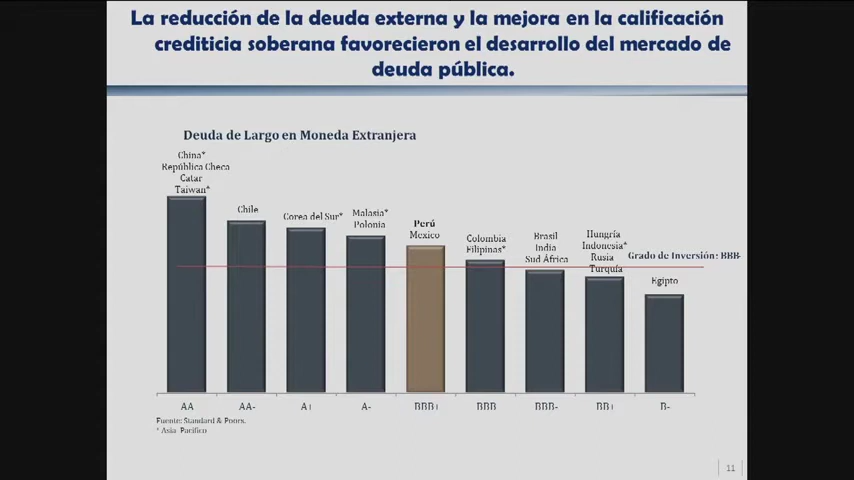 La reducción de la deuda externa y la mejora en la calificación
crediticia soberana favorecieron el desarrollo del mercado de
deuda pública.
Deuda de Largo en Moneda Extranjera
China*
República Checa
Catar
Taiwan*
Chile
Corea del Sur*
Malasia*
Polonia
Perú
Mexico
Colombia
Filipinas*
Brasil
India
Sud África
Hungría
Indonesia*
Rusia
Turquía
Grado de Inversión: BBB-
Egipto
AA AA- A+ A- BBB+ BBB BBB- BB+ B-
Fuente: Standard & Poors.
* Asia Pacífico
11